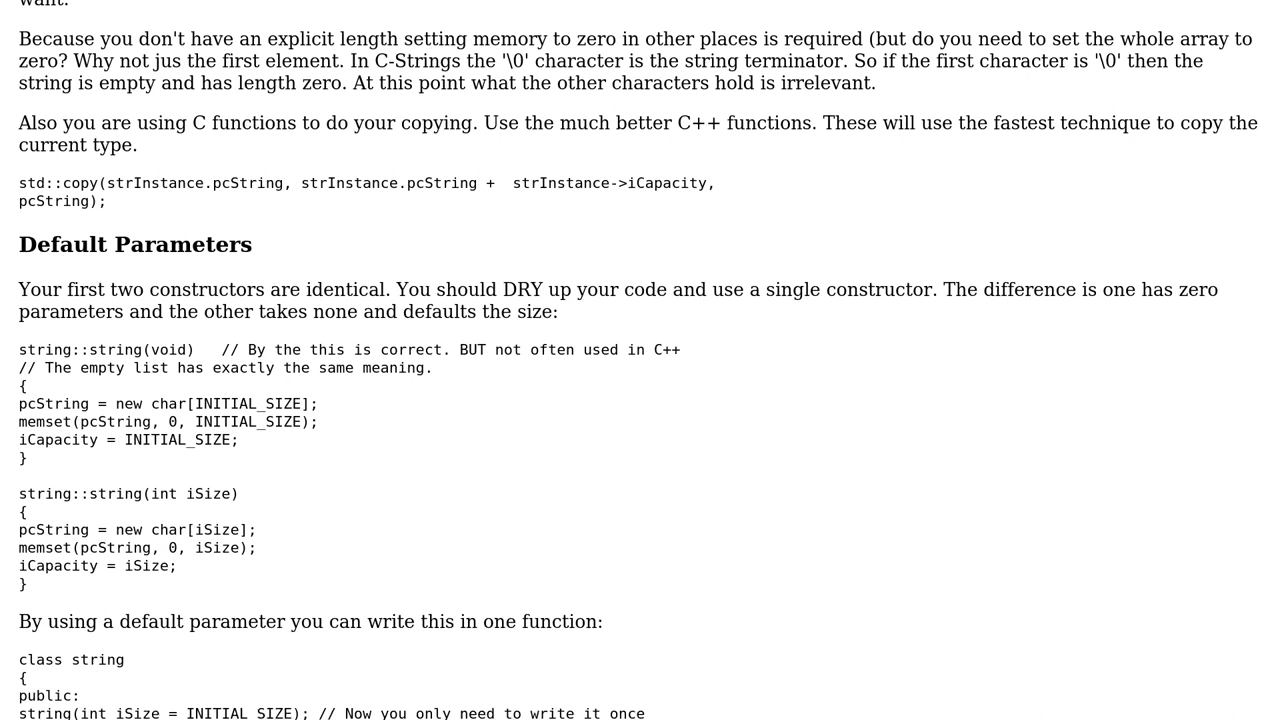 want.
Because you don't have an explicit length setting memory to zero in other places is required (but do you need to set the whole array to
zero? Why not jus the first element. In C-Strings the '\0' character is the string terminator. So if the first character is '\0' then the
string is empty and has length zero. At this point what the other characters hold is irrelevant.
Also you are using C functions to do your copying. Use the much better C++ functions. These will use the fastest technique to copy the
current type.
std::copy(strInstance.pcString, strInstance.pcString +  strInstance->iCapacity,
pcString);
Default Parameters
Your first two constructors are identical. You should DRY up your code and use a single constructor. The difference is one has zero
parameters and the other takes none and defaults the size:
string::string(void)   // By the this is correct. BUT not often used in C++
// The empty list has exactly the same meaning.
{
pcString = new char[INITIAL_SIZE];
memset(pcString, 0, INITIAL_SIZE);
iCapacity = INITIAL_SIZE;
}
string::string(int iSize)
{
pcString = new char[iSize];
memset(pcString, 0, iSize);
iCapacity = iSize;
}
By using a default parameter you can write this in one function:
class string
{
public:
string(int iSize = INITIAL_SIZE); // Now you only need to write it once